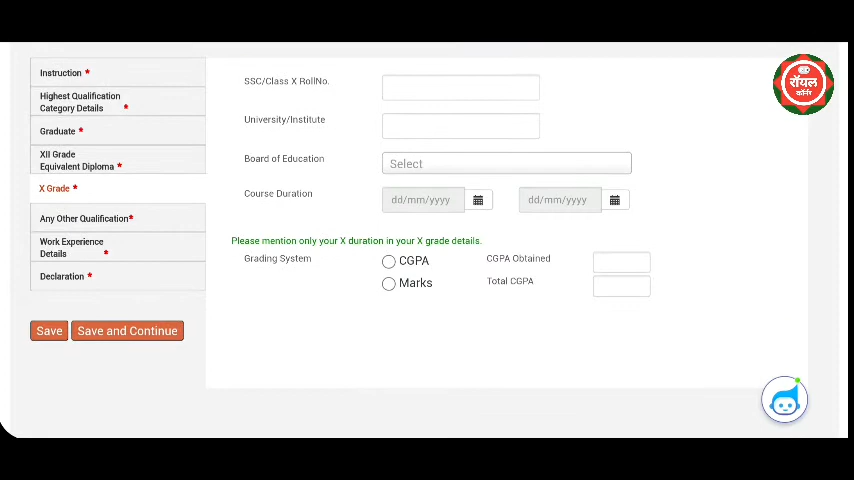 Instruction *
Highest Qualification
Category Details *
Graduate *
XII Grade
Equivalent Diploma *
X Grade *
Any Other Qualification*
Work Experience
Details *
Declaration *
Save
Save and Continue
SSC/Class X RollNo.
University/Institute
Board of Education
Select
Course Duration
dd/mm/yyyy
dd/mm/yyyy
Please mention only your X duration in your X grade details.
Grading System
CGPA
Marks
CGPA Obtained
Total CGPA
रॉयल
कॉर्नर